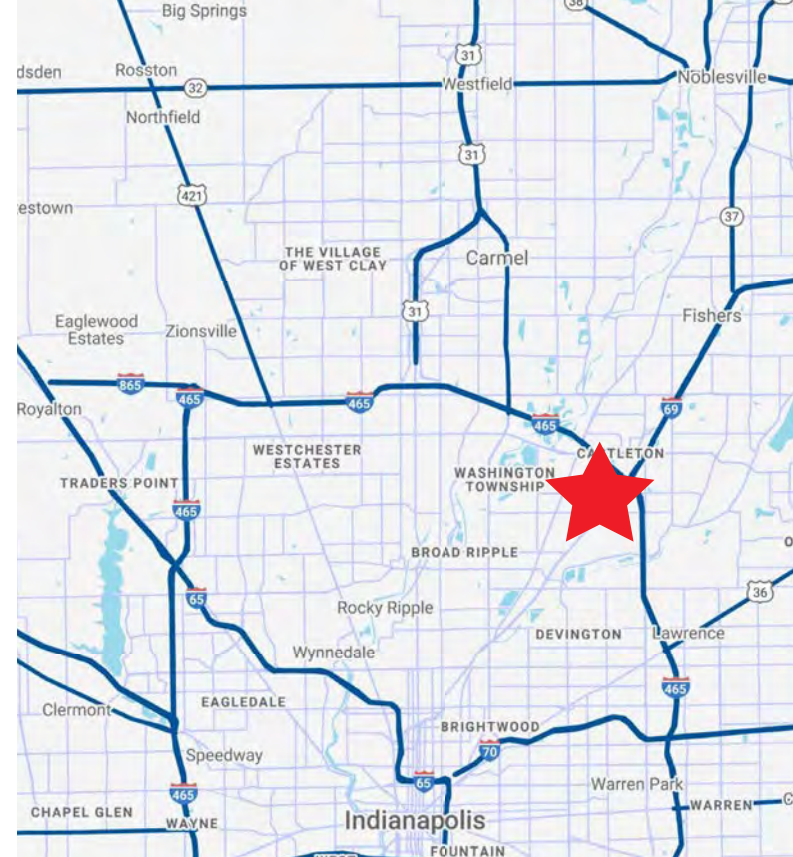 Big Springs
38
31
dsden
Rosston
32
Westfield
Noblesville
Northfield
31
421
estown
37
THE VILLAGE
OF WEST CLAY
Carmel
31
Eaglewood
Estates
Zionsville
Fishers
865
465
465
69
Royalton
465
WESTCHESTER
ESTATES
WASHINGTON
TOWNSHIP
TRADERS POINT
465
BROAD RIPPLE
36
65
Rocky Ripple
DEVINGTON
Lawrence
Wynnedale
465
EAGLEDALE
Clermont
BRIGHTWOOD
70
Speedway
65
Warren Park
465
WARREN
CHAPEL GLEN
WAYNE
Indianapolis
FOUNTAIN